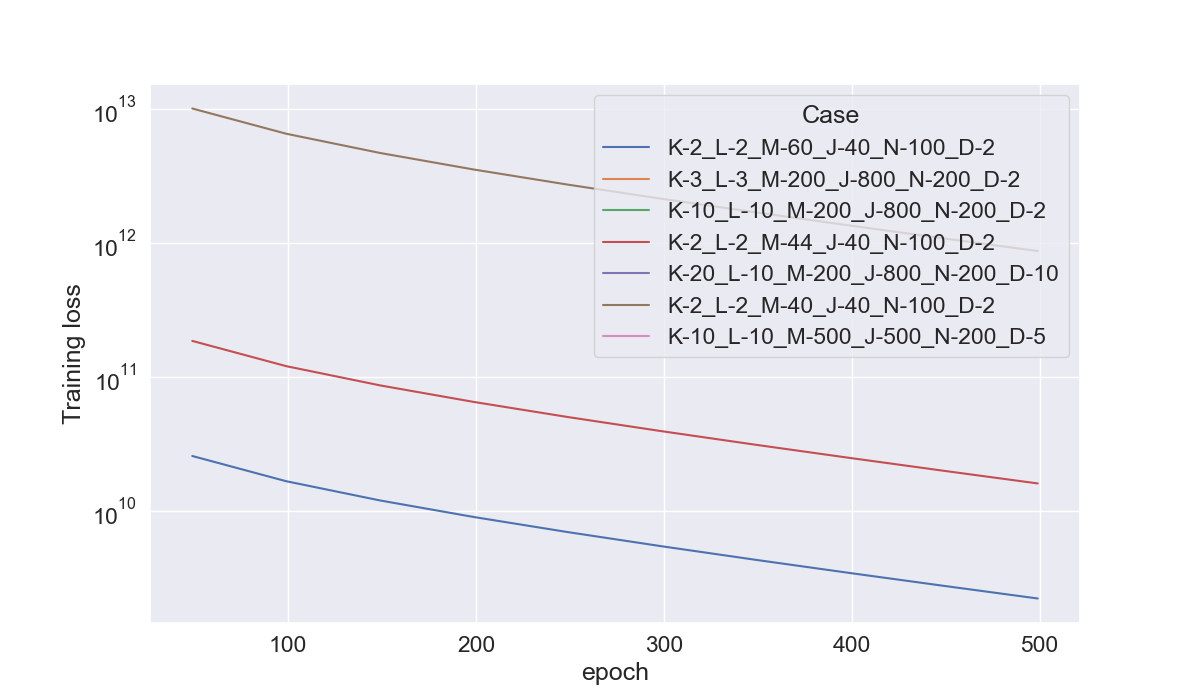 10^13
10^12
10^11
10^10
Training loss
Case
K-2_L-2_M-60_J-40_N-100_D-2
K-3_L-3_M-200_J-800_N-200_D-2
K-10_L-10_M-200_J-800_N-200_D-2
K-2_L-2_M-44_J-40_N-100_D-2
K-20_L-10_M-200_J-800_N-200_D-10
K-2_L-2_M-40_J-40_N-100_D-2
K-10_L-10_M-500_J-500_N-200_D-5
100 200 300 400 500
epoch